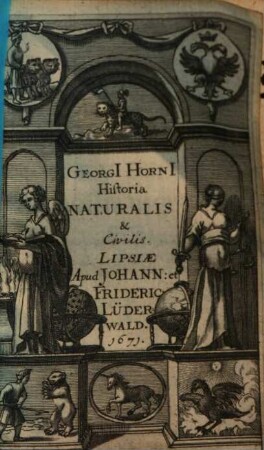 GEORGI HORNI
Historia
NATURALIS
&
Civilis.
LIPSIÆ
Apud JOHANN: et
FRIDERIC
LÜDER
WALD.
1671.